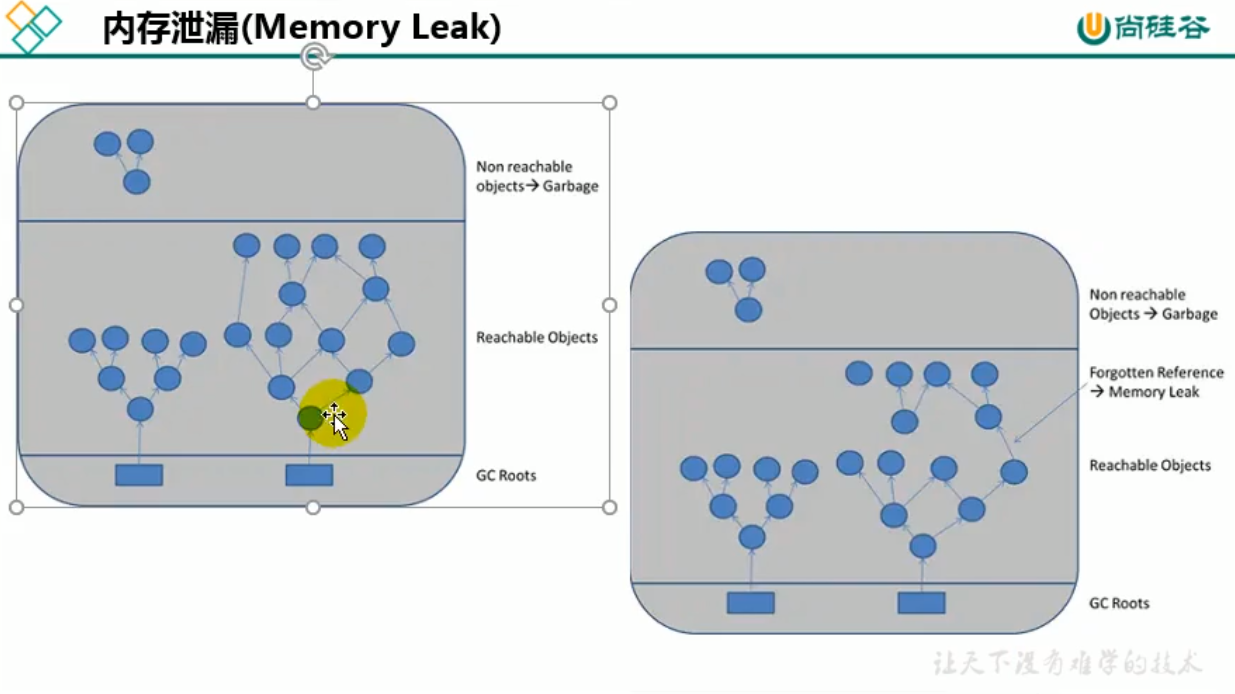 内存泄漏(Memory Leak)
尚硅谷
Non reachable
objects→ Garbage
Reachable Objects
GC Roots
Non reachable
Objects → Garbage
Forgotten Reference
→ Memory Leak
Reachable Objects
GC Roots
让天下没有难学的技术